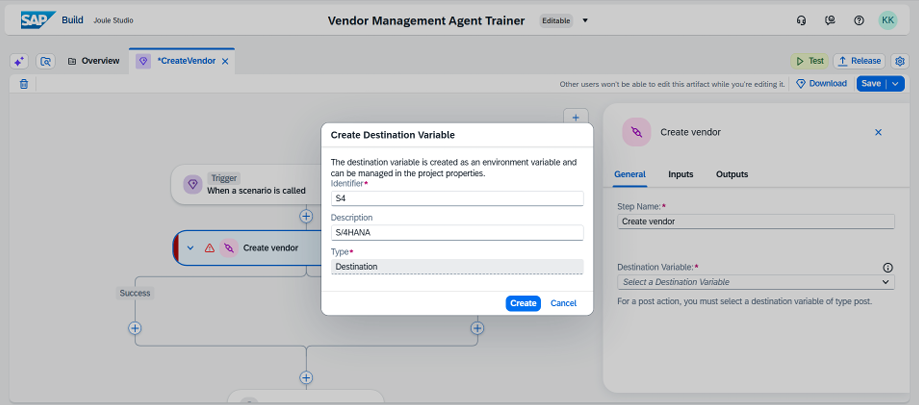 SAP Build Joule Studio
Vendor Management Agent Trainer Editable
KK
Overview
*CreateVendor
Test
Release
Other users won't be able to edit this artifact while you're editing it.
Download
Save
Trigger
When a scenario is called
Create vendor
Success
Create Destination Variable
The destination variable is created as an environment variable and
can be managed in the project properties.
Identifier*
S4
Description
S/4HANA
Type*
Destination
Create
Cancel
Create vendor
General Inputs Outputs
Step Name:*
Create vendor
Destination Variable:*
Select a Destination Variable
For a post action, you must select a destination variable of type post.